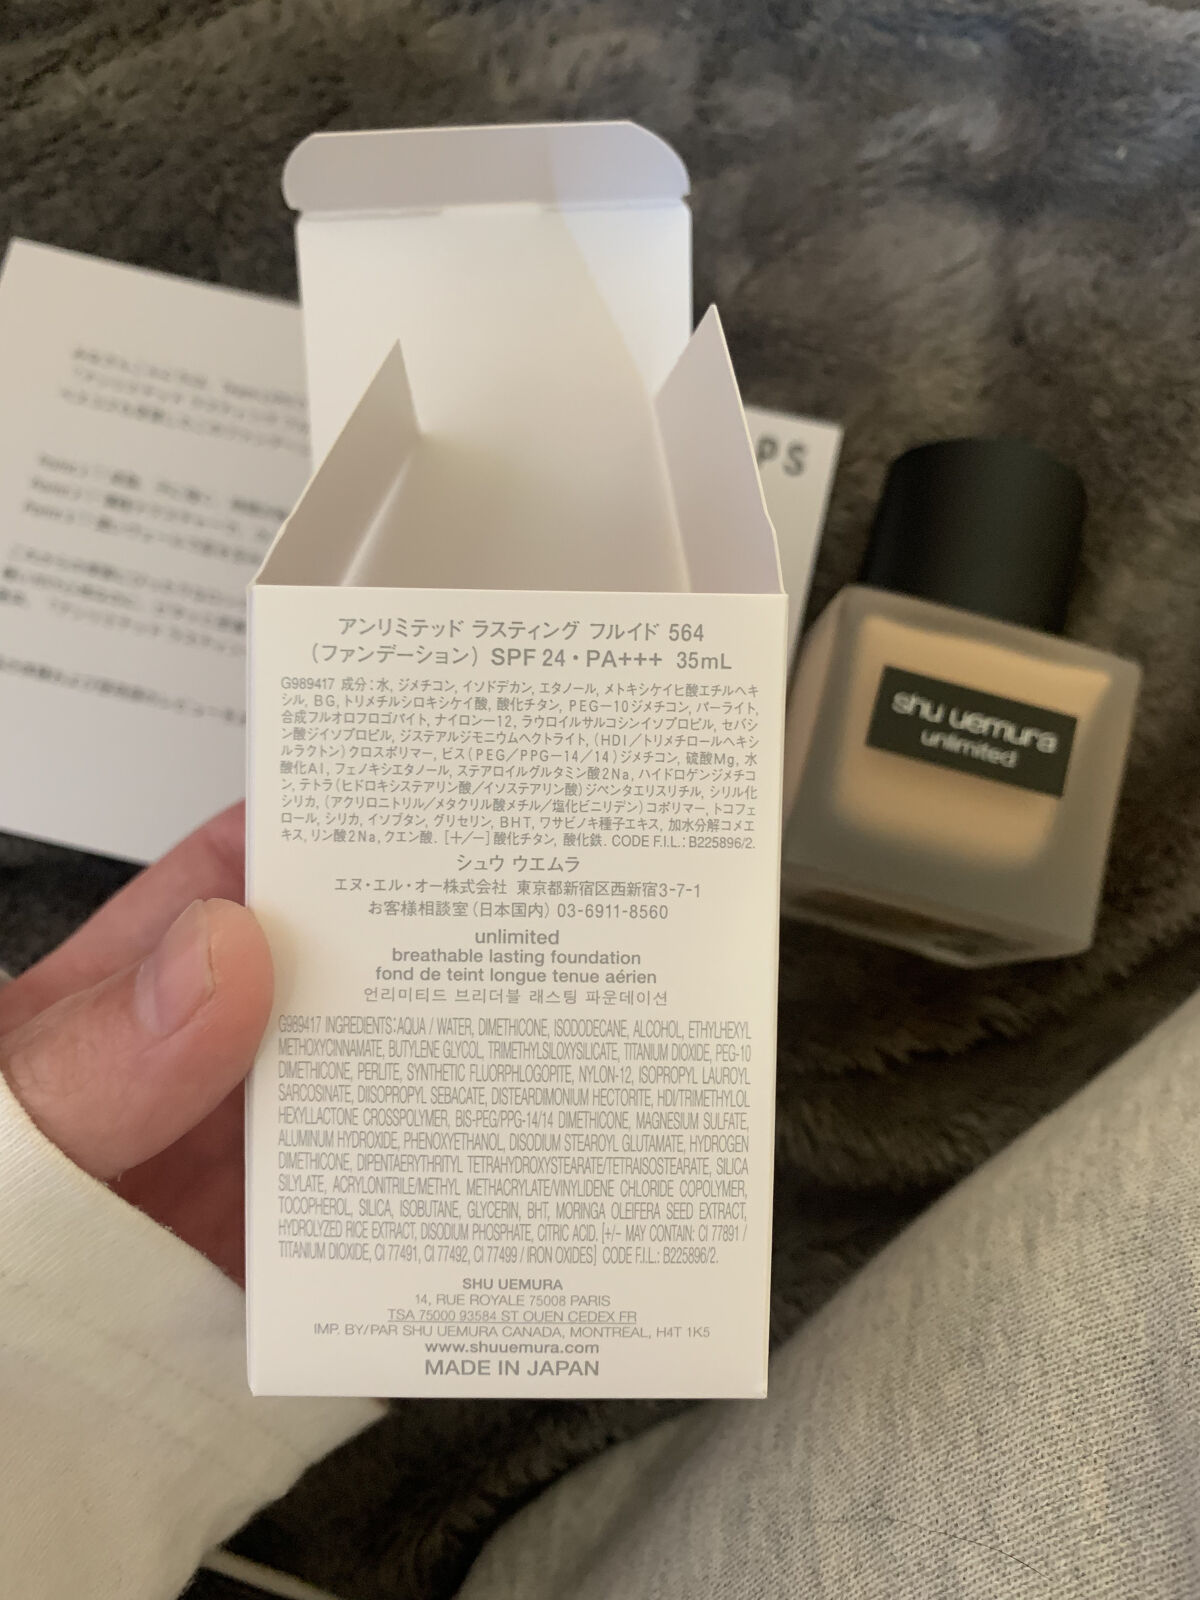 PS
アンリミテッド ラスティング フルイド 564
（ファンデーション）SPF 24・PA+++ 35mL
G989417 成分：水, ジメチコン, イソドデカン, エタノール, メトキシケイヒ酸エチルヘキ
シル, BG, トリメチルシロキシケイ酸, 酸化チタン, PEG－10ジメチコン, パーライト,
合成フルオロフロゴパイト, ナイロン－12, ラウロイルサルコシンイソプロピル, セバシ
ン酸ジイソプロピル, ジステアルジモニウムヘクトライト,（HDI／トリメチロールヘキシ
ルラクトン）クロスポリマー, ビス（PEG／PPG－14／14）ジメチコン, 硫酸Mg, 水
酸化Al, フェノキシエタノール, ステアロイルグルタミン酸2Na, ハイドロゲンジメチコ
ン, テトラ（ヒドロキシステアリン酸／イソステアリン酸）ジペンタエリスリチル, シリル化
シリカ,（アクリロニトリル／メタクリル酸メチル／塩化ビニリデン）コポリマー, トコフェ
ロール, シリカ, イソブタン, グリセリン, BHT, ワサビノキ種子エキス, 加水分解コメエ
キス, リン酸2Na, クエン酸. ［＋／－］酸化チタン, 酸化鉄. CODE F.I.L.: B225896/2.
シュウ ウエムラ
エヌ・エル・オー株式会社 東京都新宿区西新宿3-7-1
お客様相談室（日本国内）03-6911-8560
unlimited
breathable lasting foundation
fond de teint longue tenue aérien
언리미티드 브리더블 래스팅 파운데이션
G989417 INGREDIENTS: AQUA / WATER, DIMETHICONE, ISODODECANE, ALCOHOL, ETHYLHEXYL
METHOXYCINNAMATE, BUTYLENE GLYCOL, TRIMETHYLSILOXYSILICATE, TITANIUM DIOXIDE, PEG-10
DIMETHICONE, PERLITE, SYNTHETIC FLUORPHLOGOPITE, NYLON-12, ISOPROPYL LAUROYL
SARCOSINATE, DIISOPROPYL SEBACATE, DISTEARDIMONIUM HECTORITE, HDI/TRIMETHYLOL
HEXYLLACTONE CROSSPOLYMER, BIS-PEG/PPG-14/14 DIMETHICONE, MAGNESIUM SULFATE,
ALUMINUM HYDROXIDE, PHENOXYETHANOL, DISODIUM STEAROYL GLUTAMATE, HYDROGEN
DIMETHICONE, DIPENTAERYTHRITYL TETRAHYDROXYSTEARATE/TETRAISOSTEARATE, SILICA
SILYLATE, ACRYLONITRILE/METHYL METHACRYLATE/VINYLIDENE CHLORIDE COPOLYMER,
TOCOPHEROL, SILICA, ISOBUTANE, GLYCERIN, BHT, MORINGA OLEIFERA SEED EXTRACT,
HYDROLYZED RICE EXTRACT, DISODIUM PHOSPHATE, CITRIC ACID. [+/- MAY CONTAIN: CI 77891 /
TITANIUM DIOXIDE, CI 77491, CI 77492, CI 77499 / IRON OXIDES] CODE F.I.L.: B225896/2.
SHU UEMURA
14, RUE ROYALE 75008 PARIS
TSA 75000 93584 ST OUEN CEDEX FR
IMP. BY/PAR SHU UEMURA CANADA, MONTREAL, H4T 1K5
www.shuuemura.com
MADE IN JAPAN
shu uemura
unlimited